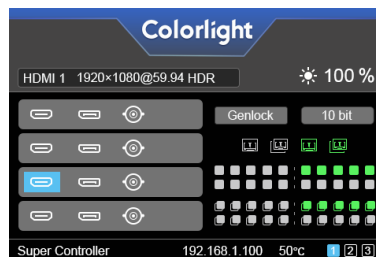 Colorlight
HDMI 1 1920×1080@59.94 HDR 100 %
Genlock 10 bit
Super Controller 192.168.1.100 50°C 1 2 3